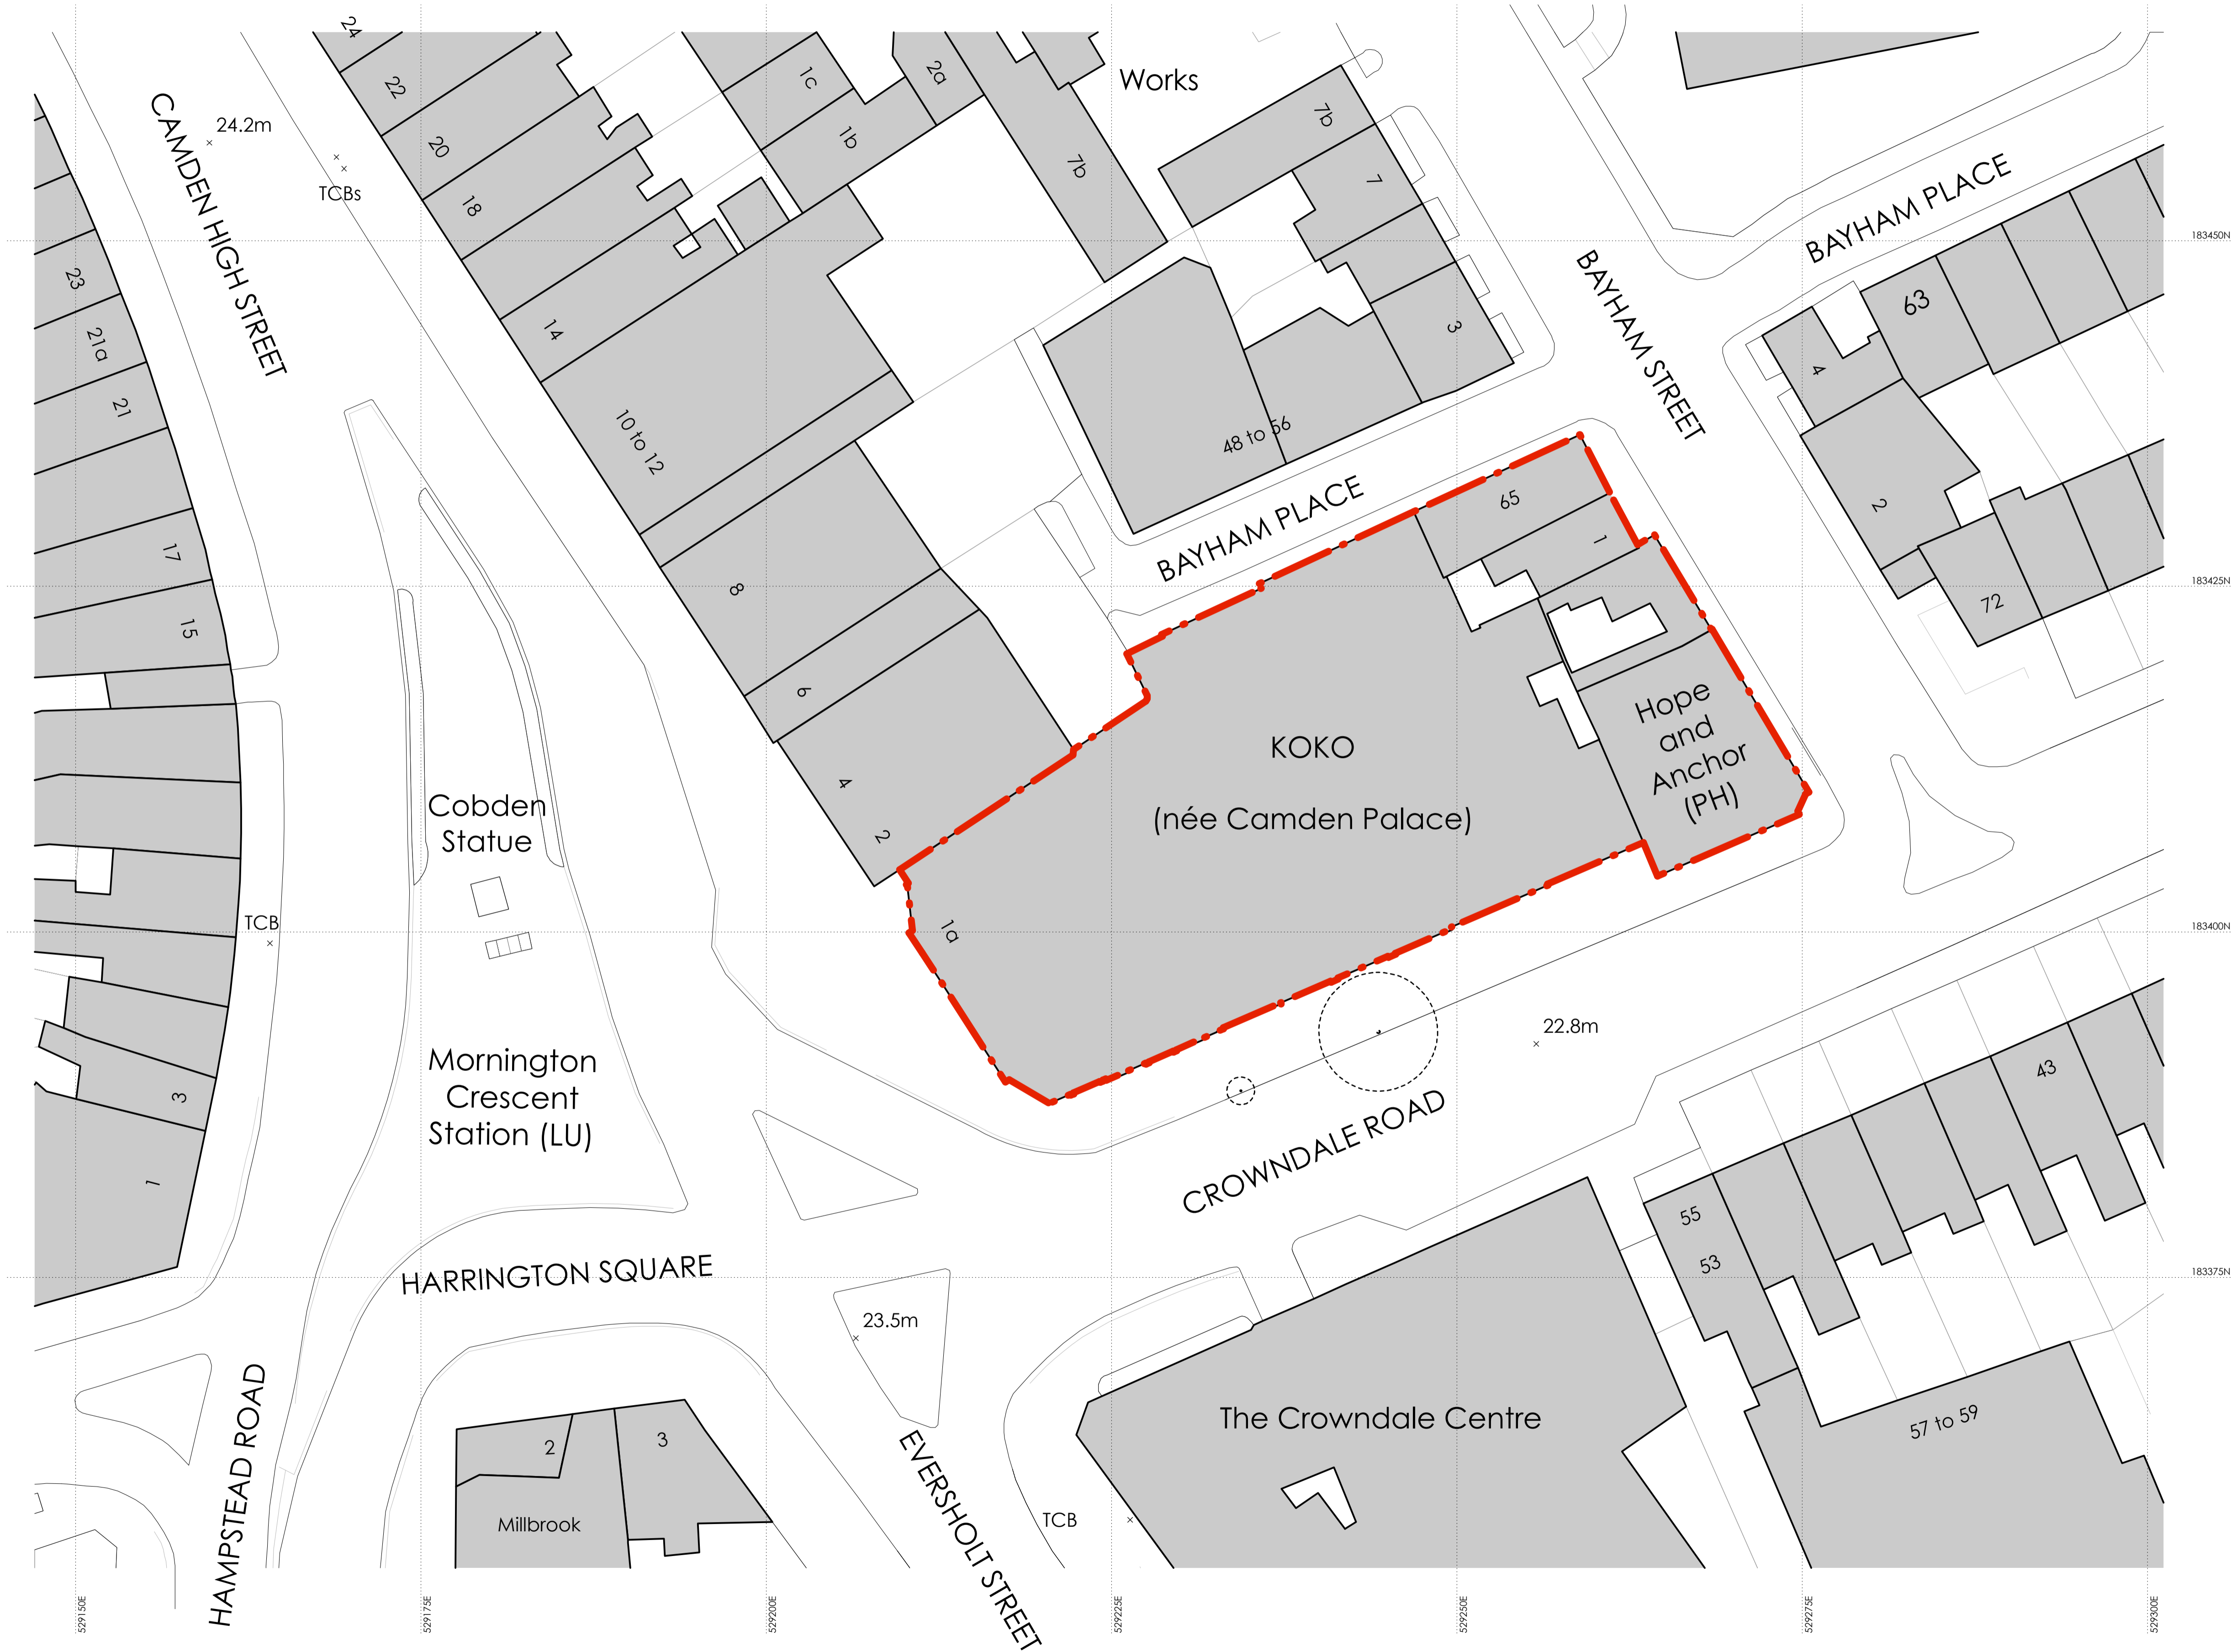 24
22
20
18
14
10 to 12
8
6
4
2
1a
1c
1b
2a
7b
Works
7b
7
3
48 to 56
CAMDEN HIGH STREET
24.2m
TCBs
23
21a
21
17
15
3
1
TCB
Cobden
Statue
Mornington
Crescent
Station (LU)
HARRINGTON SQUARE
HAMPSTEAD ROAD
2
3
Millbrook
23.5m
EVERSHOLT STREET
TCB
BAYHAM PLACE
BAYHAM STREET
BAYHAM PLACE
63
4
2
72
65
1
KOKO
(née Camden Palace)
Hope
and
Anchor
(PH)
22.8m
CROWNDALE ROAD
The Crowndale Centre
43
55
53
57 to 59
183450N
183425N
183400N
183375N
529150E
529175E
529200E
529225E
529250E
529275E
529300E